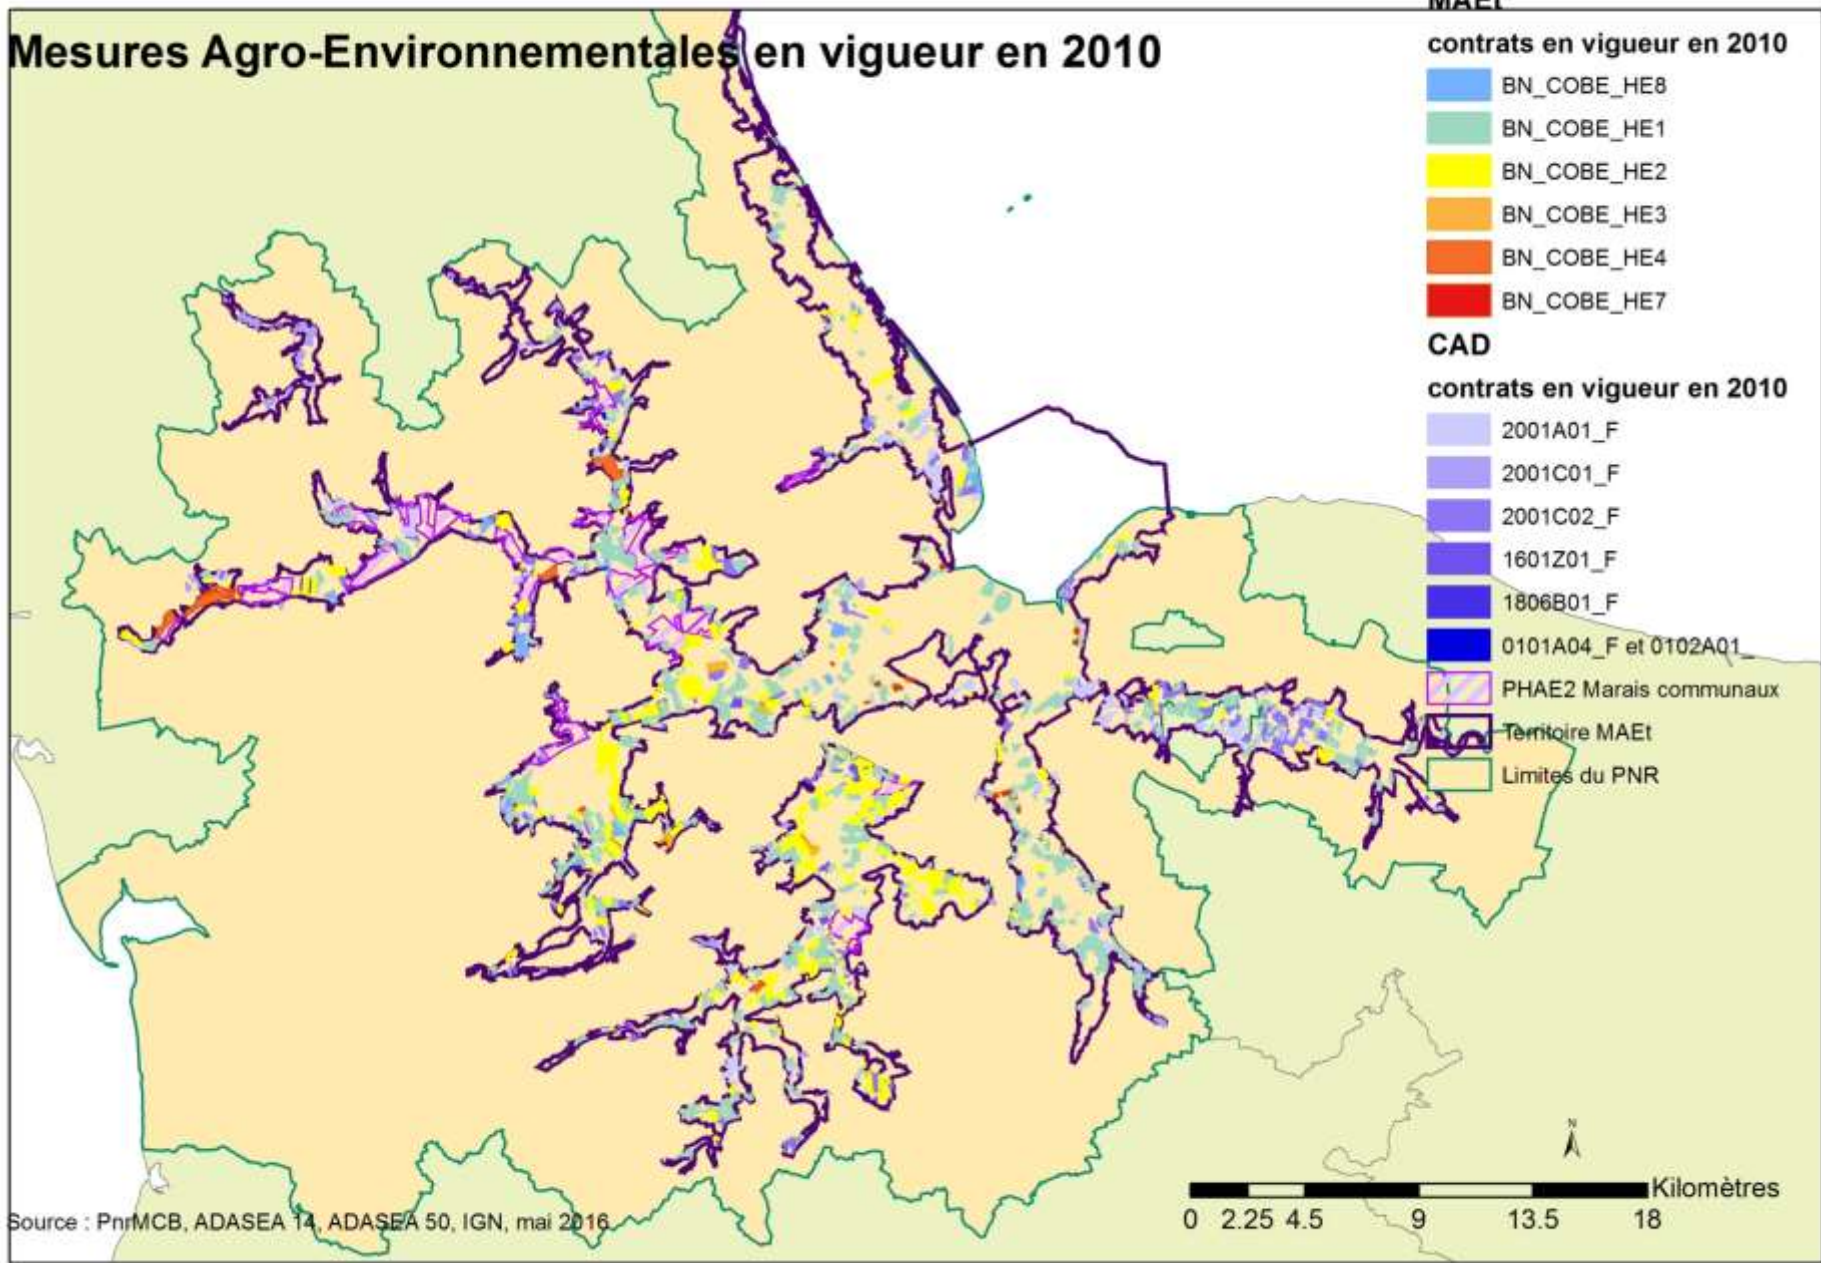 MAEt
Mesures Agro-Environnementales en vigueur en 2010
contrats en vigueur en 2010
BN_COBE_HE8
BN_COBE_HE1
BN_COBE_HE2
BN_COBE_HE3
BN_COBE_HE4
BN_COBE_HE7
CAD
contrats en vigueur en 2010
2001A01_F
2001C01_F
2001C02_F
1601Z01_F
1806B01_F
0101A04_F et 0102A01_
PHAE2 Marais communaux
Territoire MAEt
Limites du PNR
N
Kilomètres
0 2.25 4.5 9 13.5 18
Source : PnrMCB, ADASEA 14, ADASEA 50, IGN, mai 2016